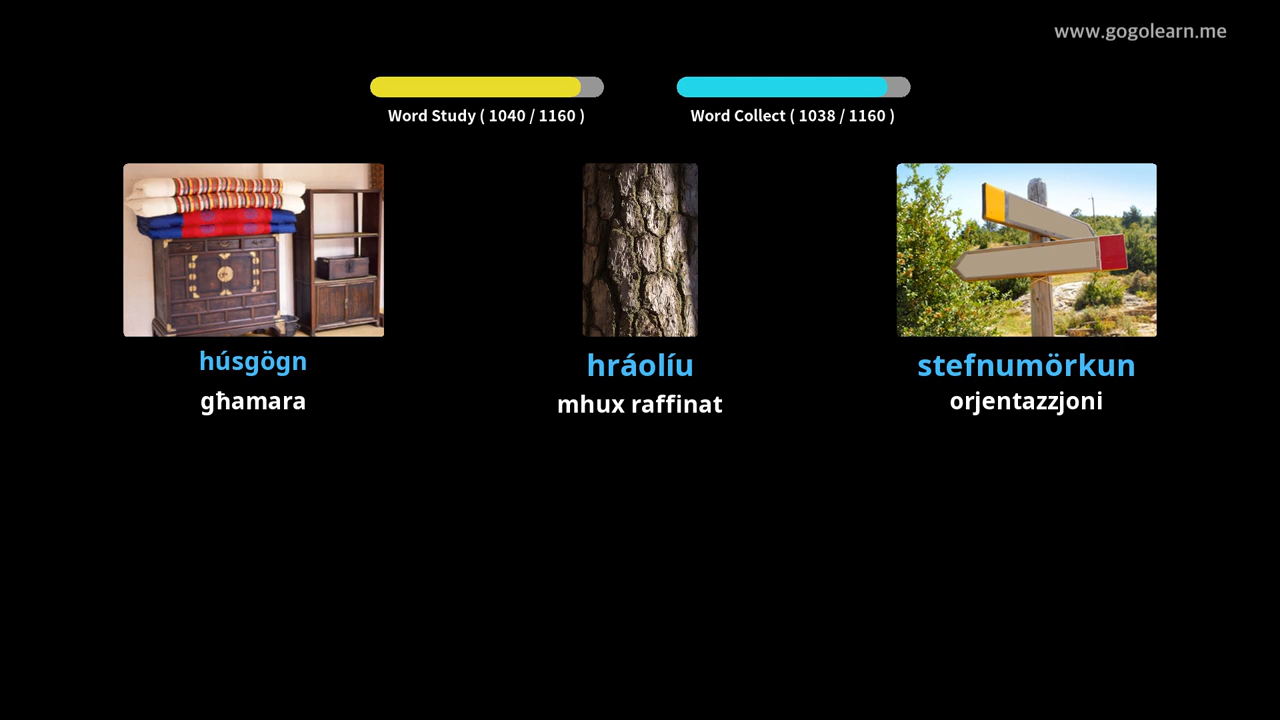 www.gogolearn.me
Word Study ( 1040 / 1160 )
Word Collect ( 1038 / 1160 )
húsgögn
hráolíu
stefnumörkun
għamara
mhux raffinat
orjentazzjoni